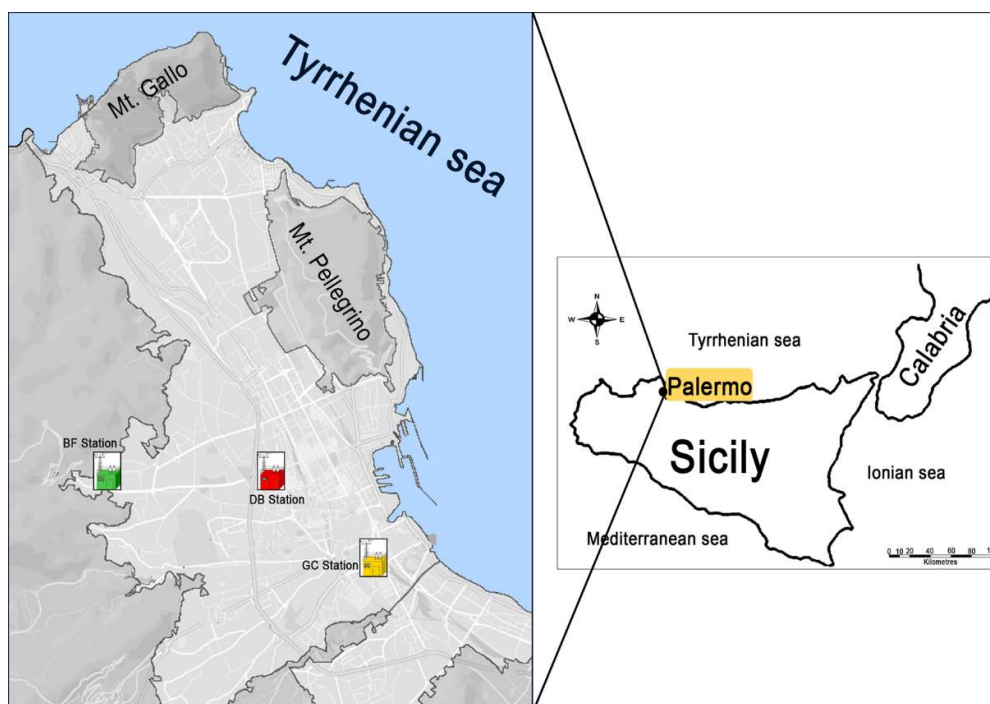 Mt. Gallo
Tyrrhenian sea
Mt. Pellegrino
BF Station
DB Station
GC Station
N
W E
S
Tyrrhenian sea
Calabria
Palermo
Sicily
Ionian sea
Mediterranean sea
0 10 20 40 60 80
Kilometres